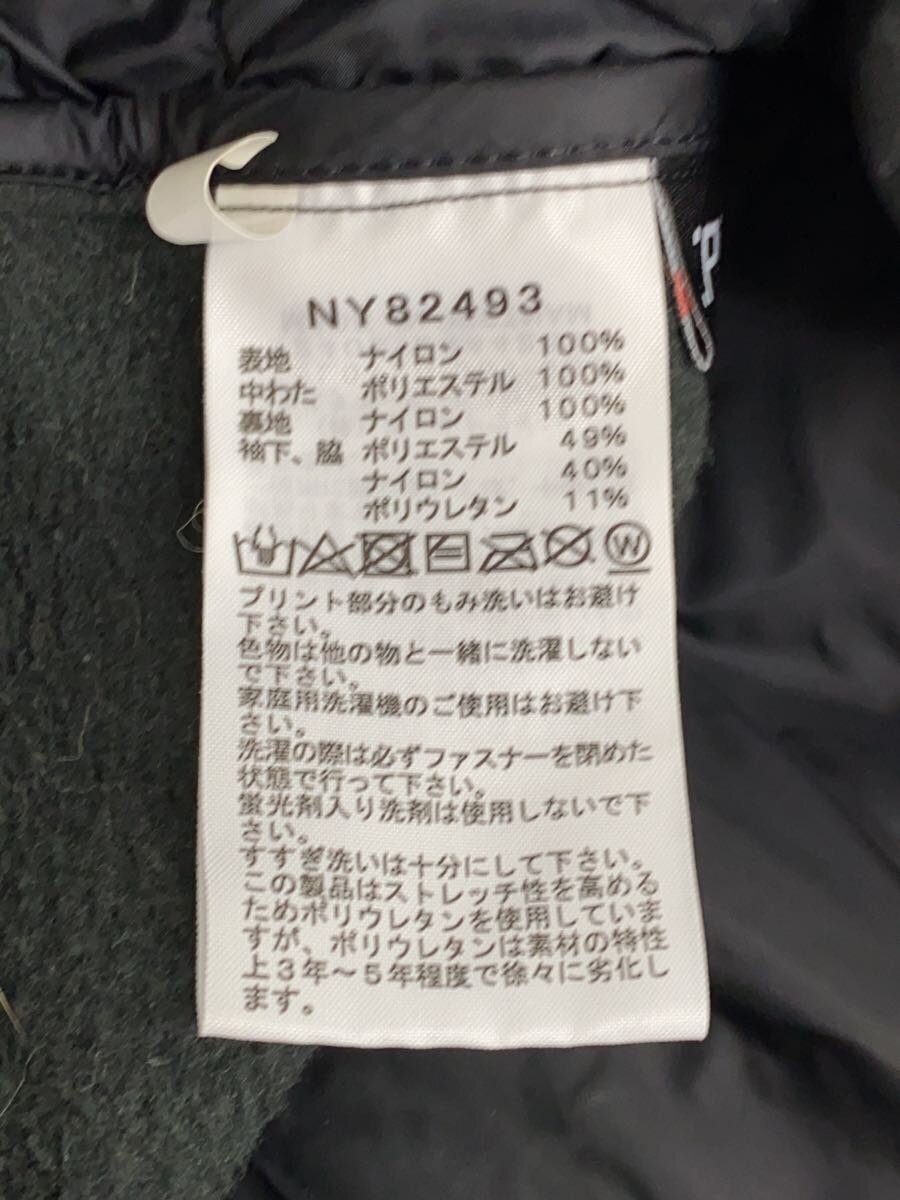 NY82493
表地 ナイロン 100%
中わた ポリエステル 100%
裏地 ナイロン 100%
袖下、脇 ポリエステル 49%
ナイロン 40%
ポリウレタン 11%
W
プリント部分のもみ洗いはお避け
下さい。
色物は他の物と一緒に洗濯しない
で下さい。
家庭用洗濯機のご使用はお避け下
さい。
洗濯の際は必ずファスナーを閉めた
状態で行って下さい。
蛍光剤入り洗剤は使用しないで下
さい。
すすぎ洗いは十分にして下さい。
この製品はストレッチ性を高める
ためポリウレタンを使用していま
すが、ポリウレタンは素材の特性
上3年～5年程度で徐々に劣化し
ます。